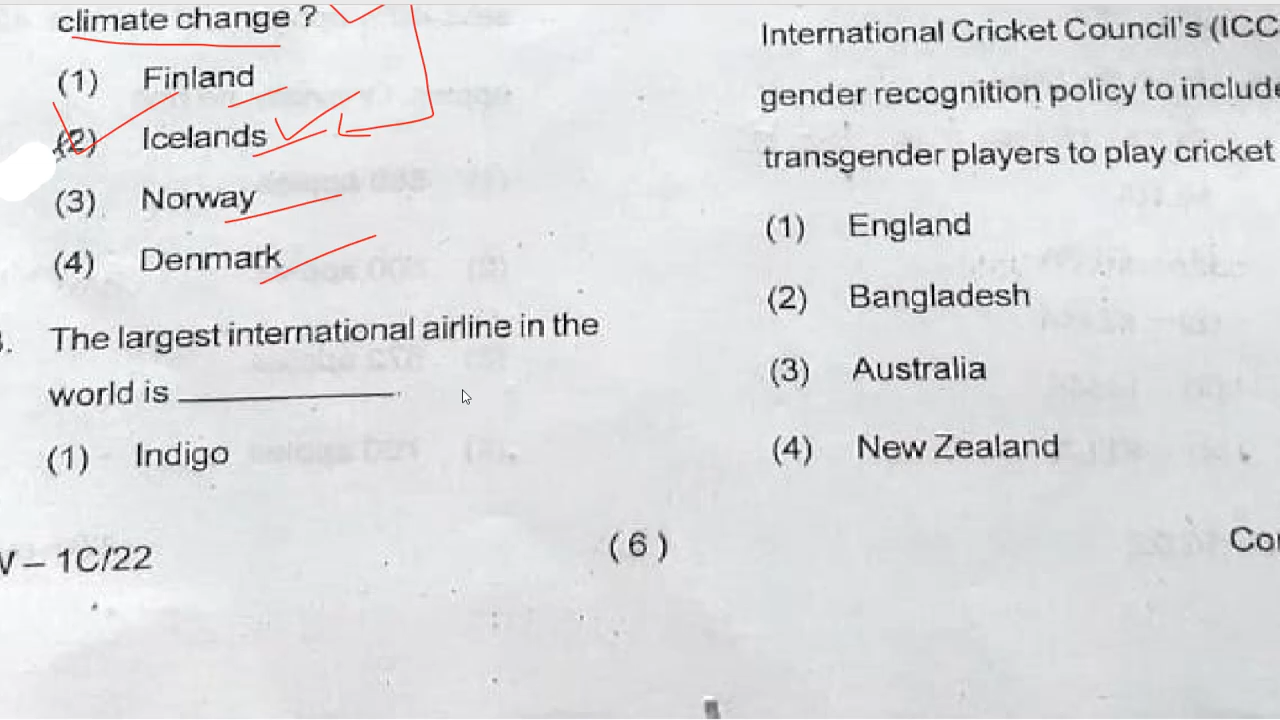 climate change ?
(1) Finland
(2) Icelands
(3) Norway
(4) Denmark
The largest international airline in the
world is
(1) Indigo
International Cricket Council's (ICC
gender recognition policy to include
transgender players to play cricket
(1) England
(2) Bangladesh
(3) Australia
(4) New Zealand
– 1C/22
( 6 )